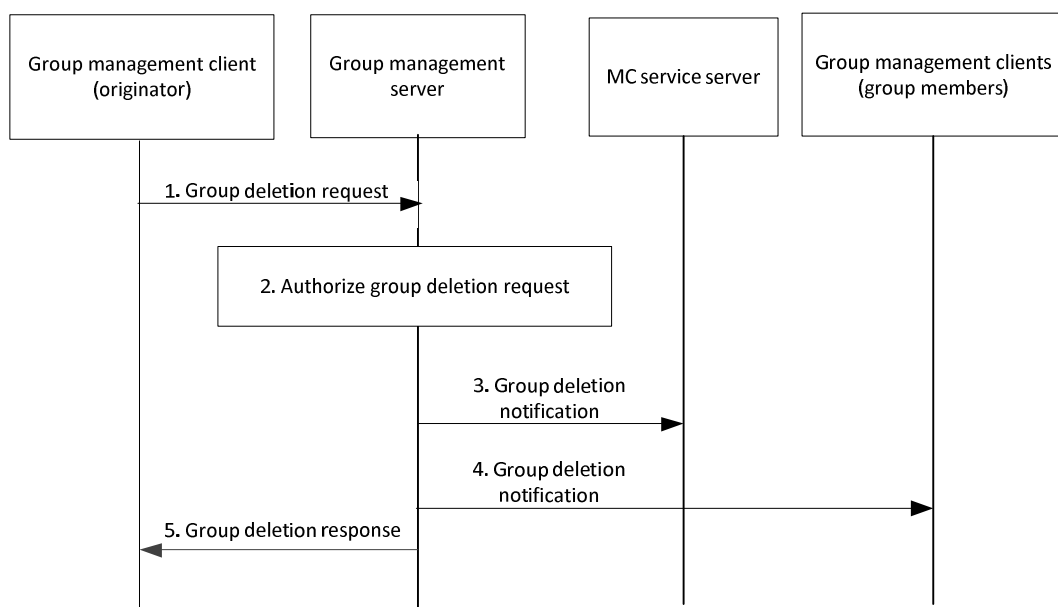 Group management client
(originator)
Group management
server
MC service server
Group management clients
(group members)
1. Group deletion request
2. Authorize group deletion request
3. Group deletion
notification
4. Group deletion
notification
5. Group deletion response